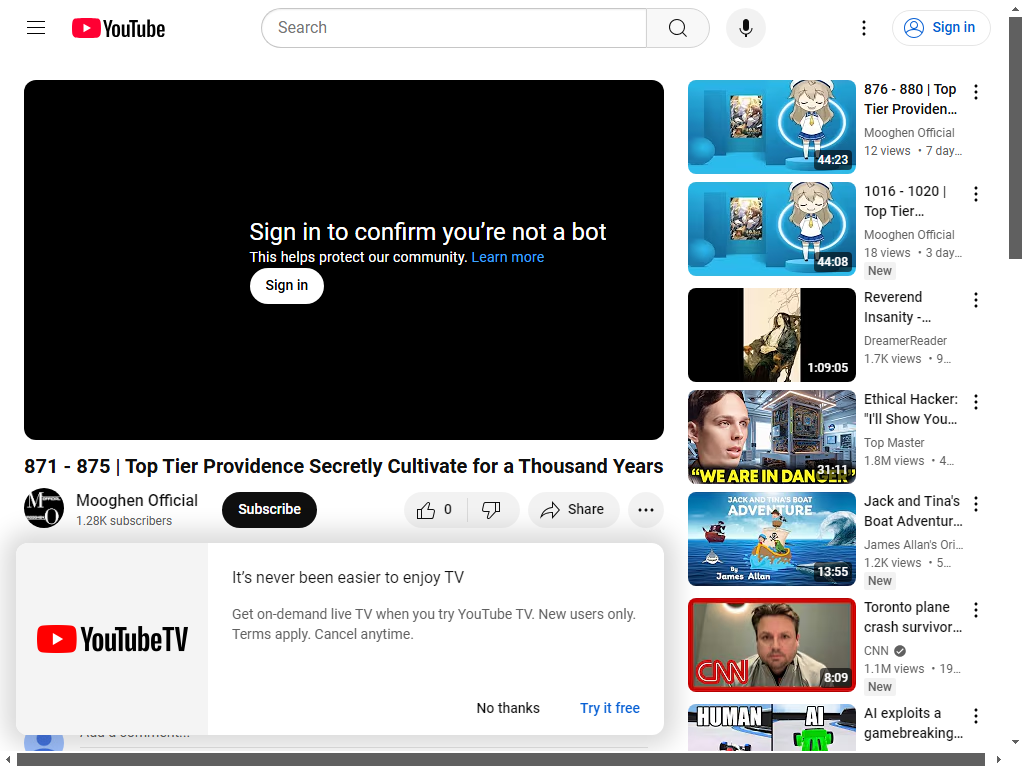 YouTube
Search
Sign in
Sign in to confirm you’re not a bot
This helps protect our community. Learn more
Sign in
871 - 875 | Top Tier Providence Secretly Cultivate for a Thousand Years
Mooghen Official
1.28K subscribers
Subscribe
0
Share
YouTubeTV
It’s never been easier to enjoy TV
Get on-demand live TV when you try YouTube TV. New users only.
Terms apply. Cancel anytime.
No thanks
Try it free
Add a comment...
44:23
876 - 880 | Top
Tier Providen...
Mooghen Official
12 views • 7 day...
44:08
1016 - 1020 |
Top Tier...
Mooghen Official
18 views • 3 day...
New
1:09:05
Reverend
Insanity -...
DreamerReader
1.7K views • 9...
"WE ARE IN DANGER"
31:11
Ethical Hacker:
"I'll Show You...
Top Master
1.8M views • 4...
JACK AND TINA'S BOAT
ADVENTURE
By
James Allan
13:55
Jack and Tina's
Boat Adventur...
James Allan's Ori...
1.2K views • 5...
New
CNN
8:09
Toronto plane
crash survivor...
CNN
1.1M views • 19...
New
HUMAN
AI
AI exploits a
gamebreaking...